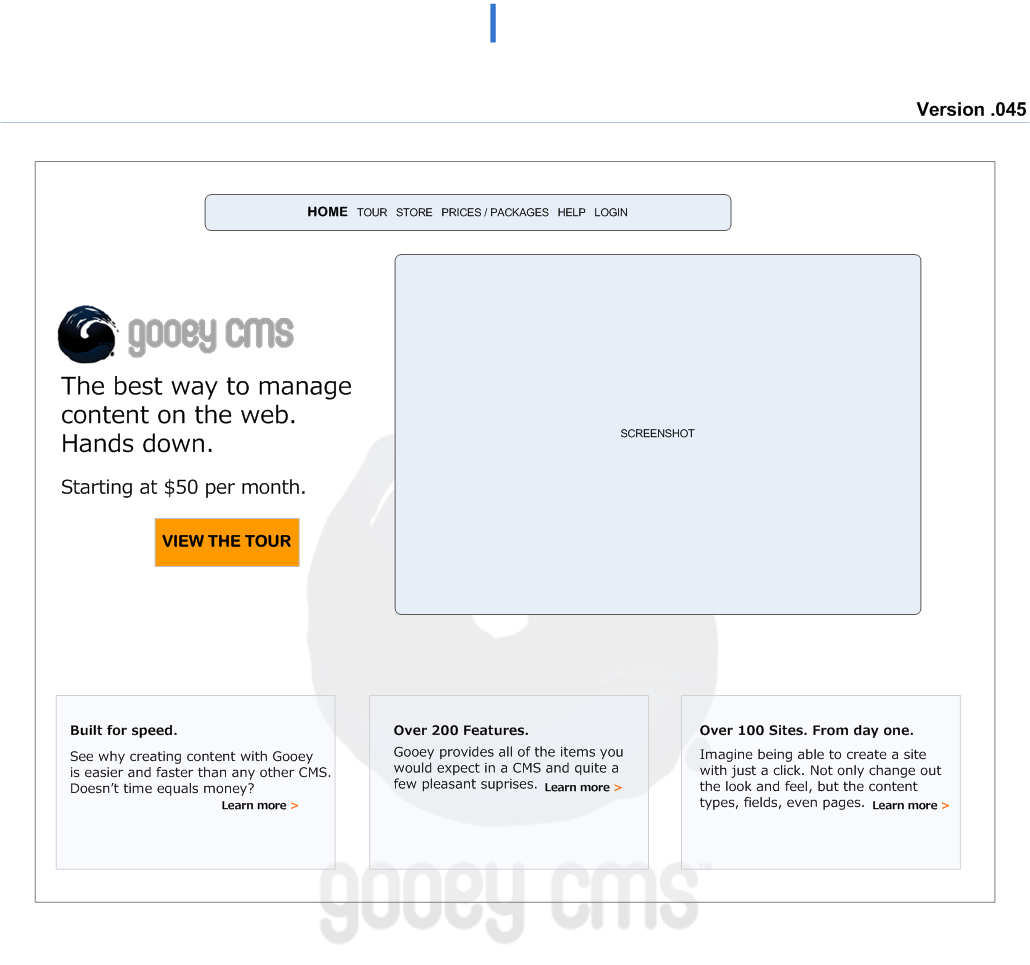 Version .045
HOME TOUR STORE PRICES / PACKAGES HELP LOGIN
gooey cms
The best way to manage
content on the web.
Hands down.
Starting at $50 per month.
VIEW THE TOUR
SCREENSHOT
Built for speed.
See why creating content with Gooey
is easier and faster than any other CMS.
Doesn't time equals money?
Learn more >
Over 200 Features.
Gooey provides all of the items you
would expect in a CMS and quite a
few pleasant suprises. Learn more >
Over 100 Sites. From day one.
Imagine being able to create a site
with just a click. Not only change out
the look and feel, but the content
types, fields, even pages. Learn more >
gooey cms™